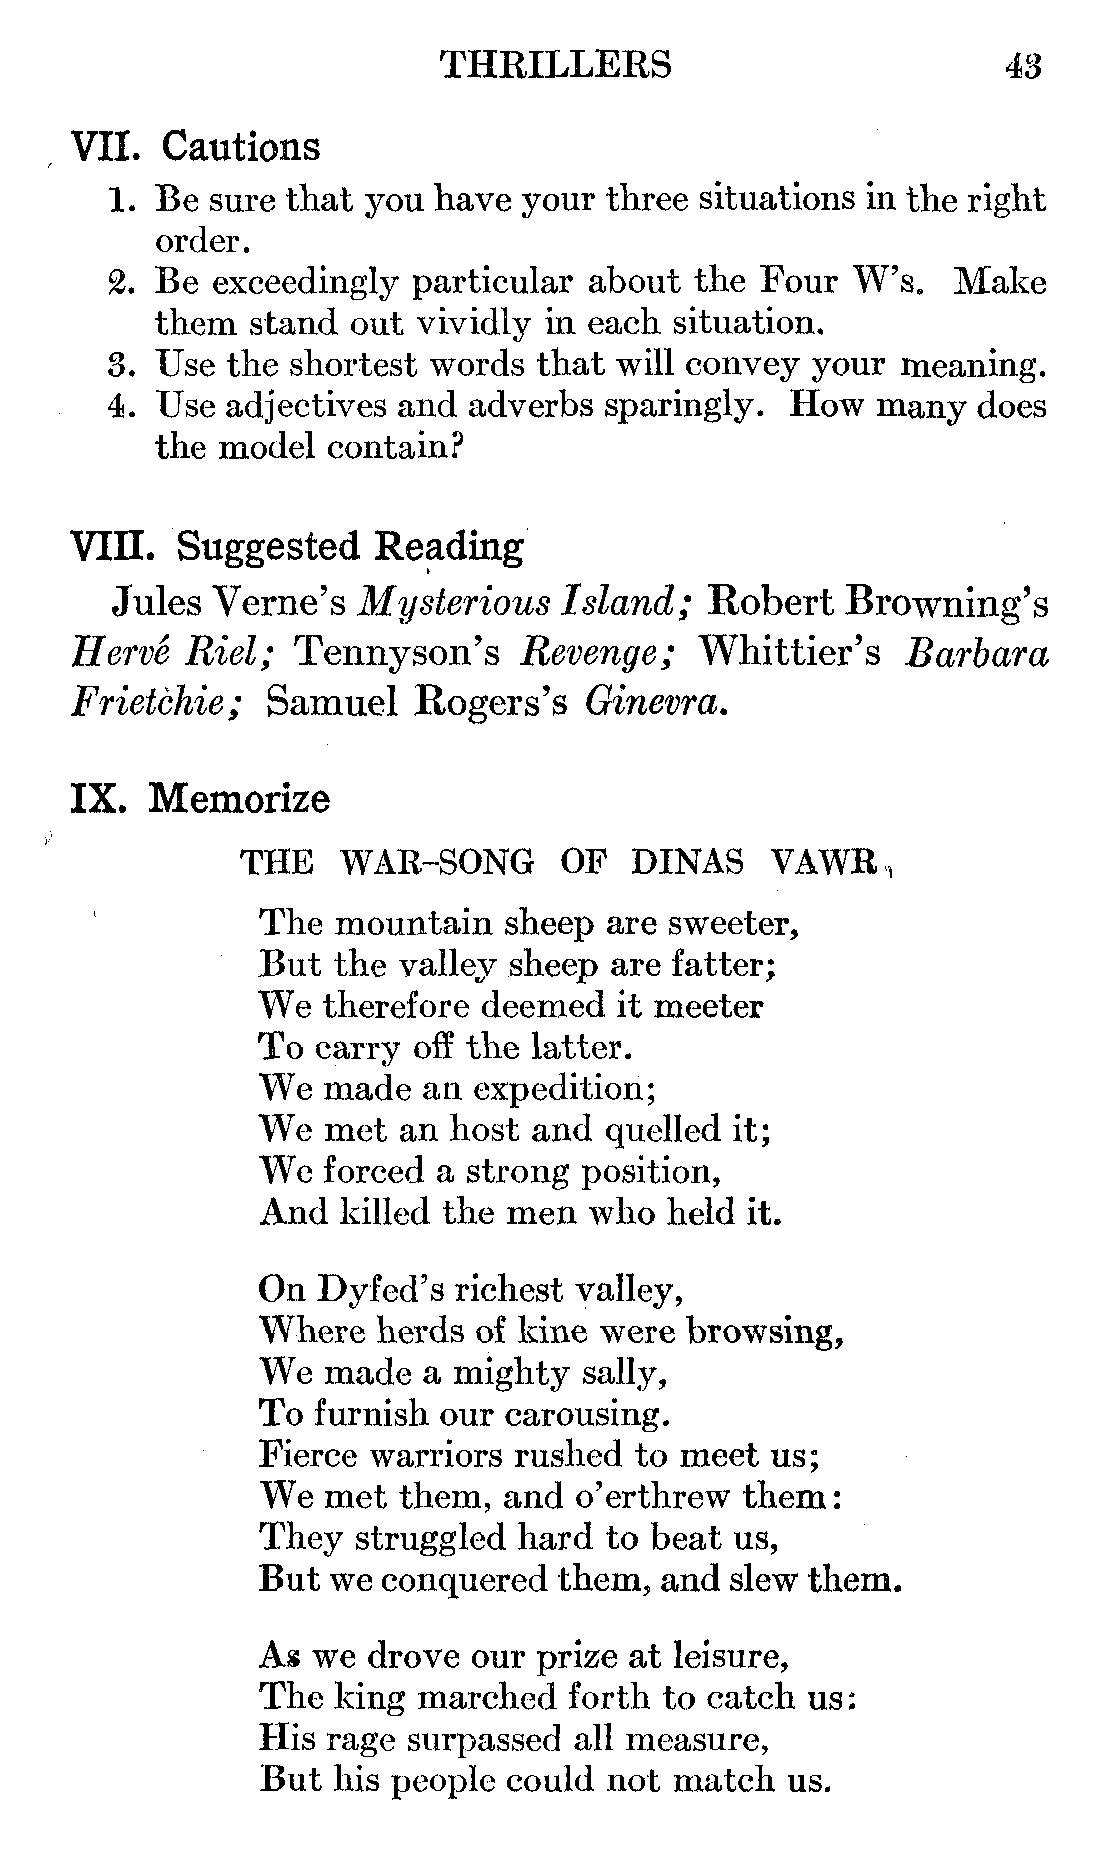 THRILLERS 43
VII. Cautions
1. Be sure that you have your three situations in the right
order.
2. Be exceedingly particular about the Four W's. Make
them stand out vividly in each situation.
3. Use the shortest words that will convey your meaning.
4. Use adjectives and adverbs sparingly. How many does
the model contain?
VIII. Suggested Reading
Jules Verne's Mysterious Island; Robert Browning's
Hervé Riel; Tennyson's Revenge; Whittier's Barbara
Frietchie; Samuel Rogers's Ginevra.
IX. Memorize
THE WAR-SONG OF DINAS VAWR
The mountain sheep are sweeter,
But the valley sheep are fatter;
We therefore deemed it meeter
To carry off the latter.
We made an expedition;
We met an host and quelled it;
We forced a strong position,
And killed the men who held it.
On Dyfed's richest valley,
Where herds of kine were browsing,
We made a mighty sally,
To furnish our carousing.
Fierce warriors rushed to meet us;
We met them, and o'erthrew them:
They struggled hard to beat us,
But we conquered them, and slew them.
As we drove our prize at leisure,
The king marched forth to catch us:
His rage surpassed all measure,
But his people could not match us.